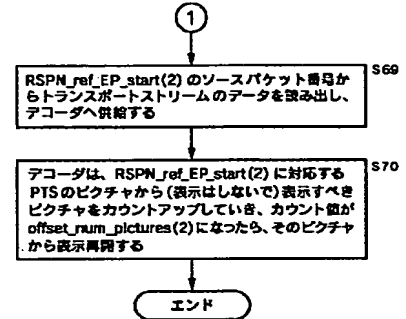 1
S69
RSPN_ref_EP_start(2)のソースパケット番号か
らトランスポートストリームのデータを読み出し、
デコーダへ供給する
S70
デコーダは、RSPN_ref_EP_start(2)に対応する
PTSのピクチャから(表示はしないで)表示すべき
ピクチャをカウントアップしていき、カウント値が
offset_num_pictures(2)になったら、そのピクチャ
から表示再開する
エンド